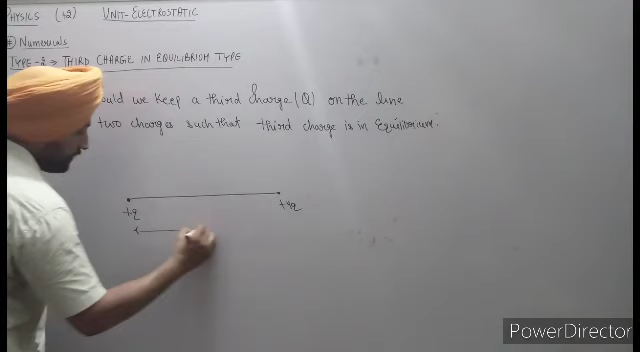 PHYSICS (+2) UNIT-ELECTROSTATIC
Numericals
TYPE-2 → THIRD CHARGE IN EQUILIBRIUM TYPE
we keep a third charge (Q) on the line
two charges such that third charge is in Equilibrium.
+q +4q
PowerDirector